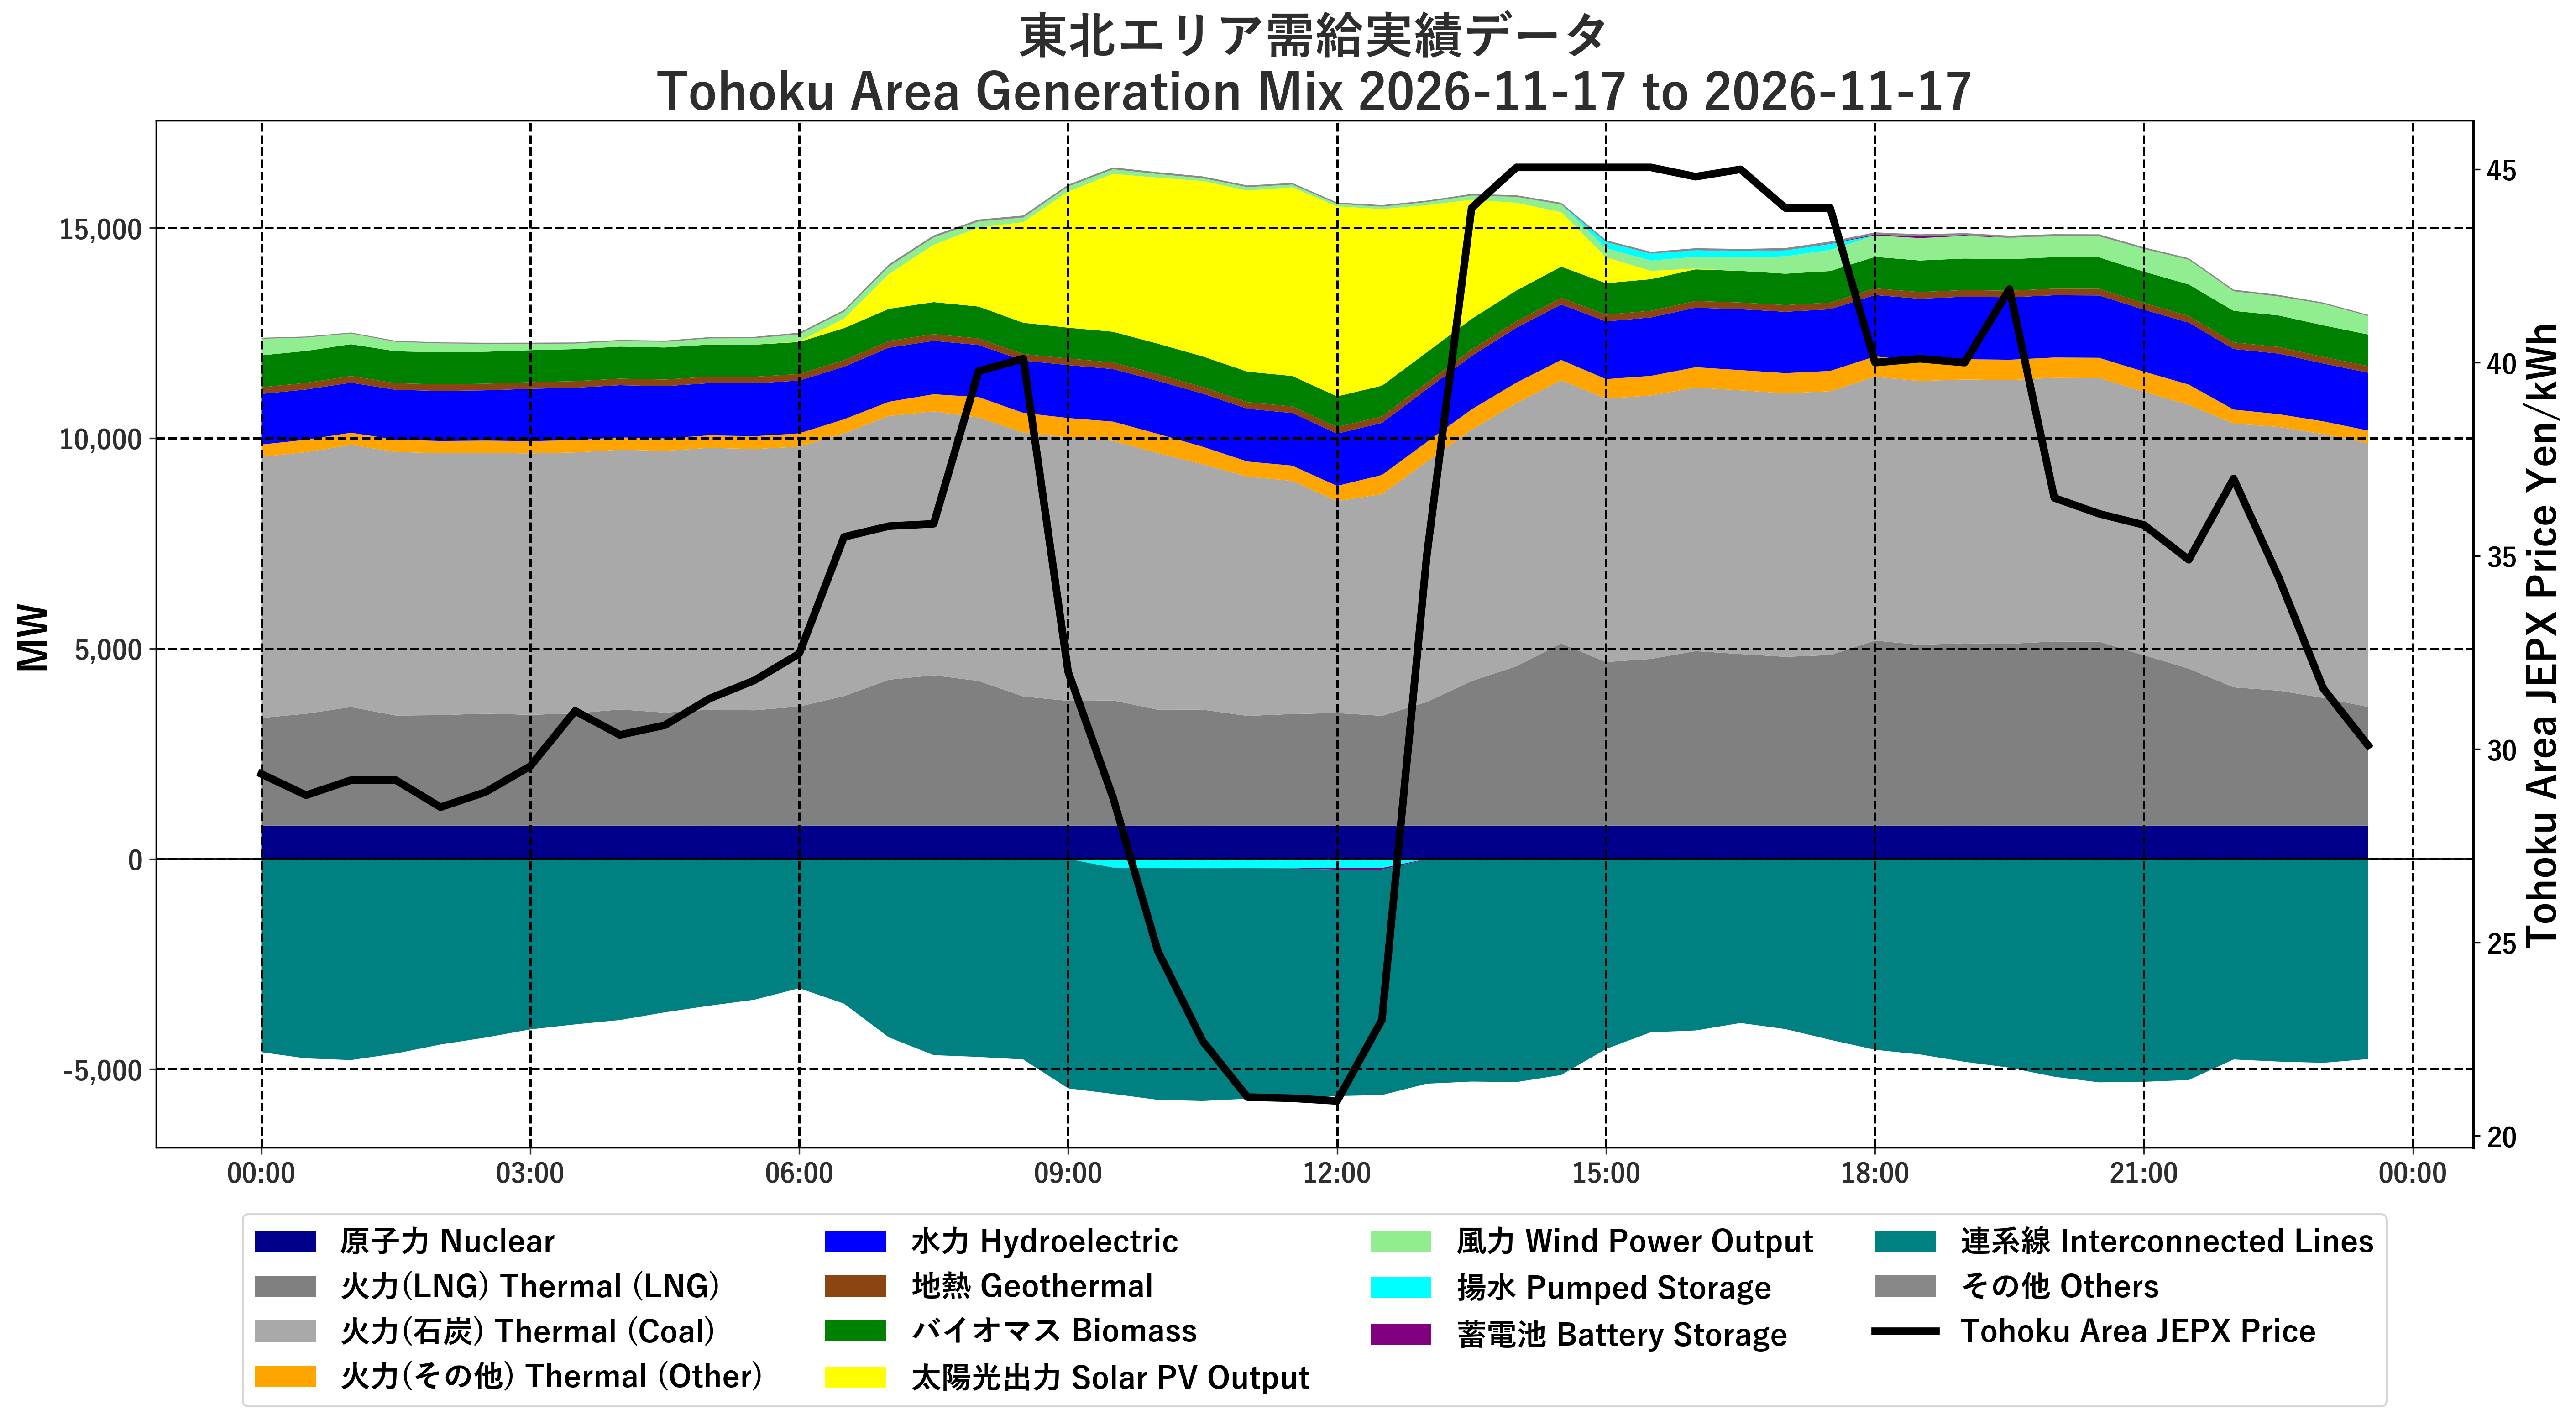 東北エリア需給実績データ
Tohoku Area Generation Mix 2026-11-17 to 2026-11-17
MW
15,000
10,000
5,000
0
-5,000
45
40
35
30
25
20
Tohoku Area JEPX Price Yen/kWh
00:00 03:00 06:00 09:00 12:00 15:00 18:00 21:00 00:00
原子力 Nuclear
火力(LNG) Thermal (LNG)
火力(石炭) Thermal (Coal)
火力(その他) Thermal (Other)
水力 Hydroelectric
地熱 Geothermal
バイオマス Biomass
太陽光出力 Solar PV Output
風力 Wind Power Output
揚水 Pumped Storage
蓄電池 Battery Storage
連系線 Interconnected Lines
その他 Others
Tohoku Area JEPX Price